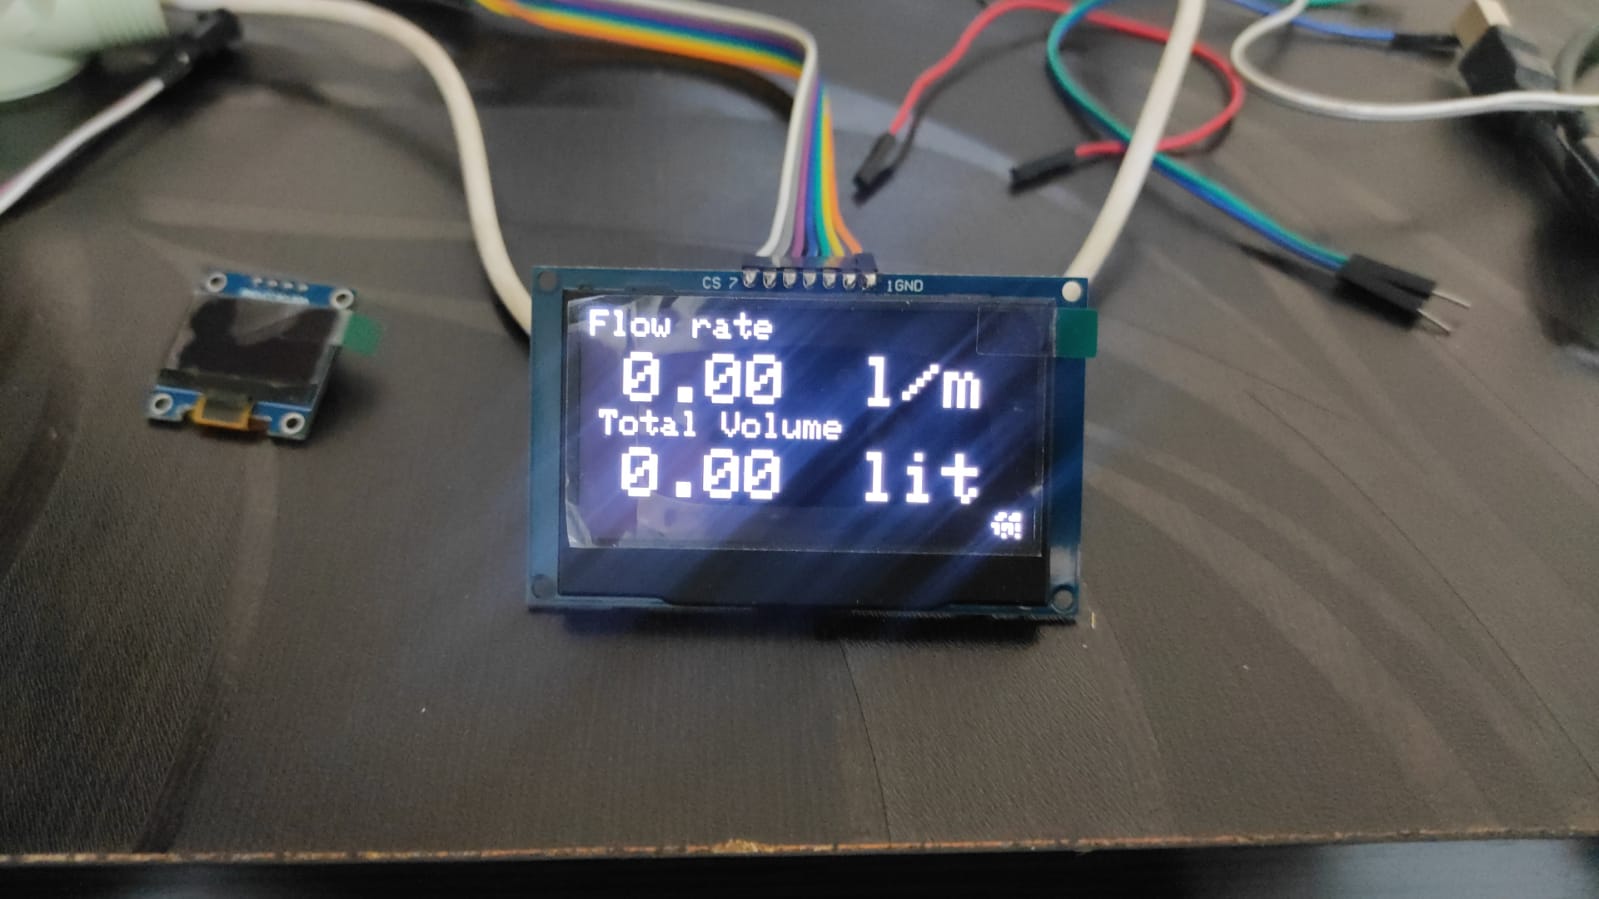 CS 7 1GND
Flow rate
0.00 l/m
Total Volume
0.00 lit